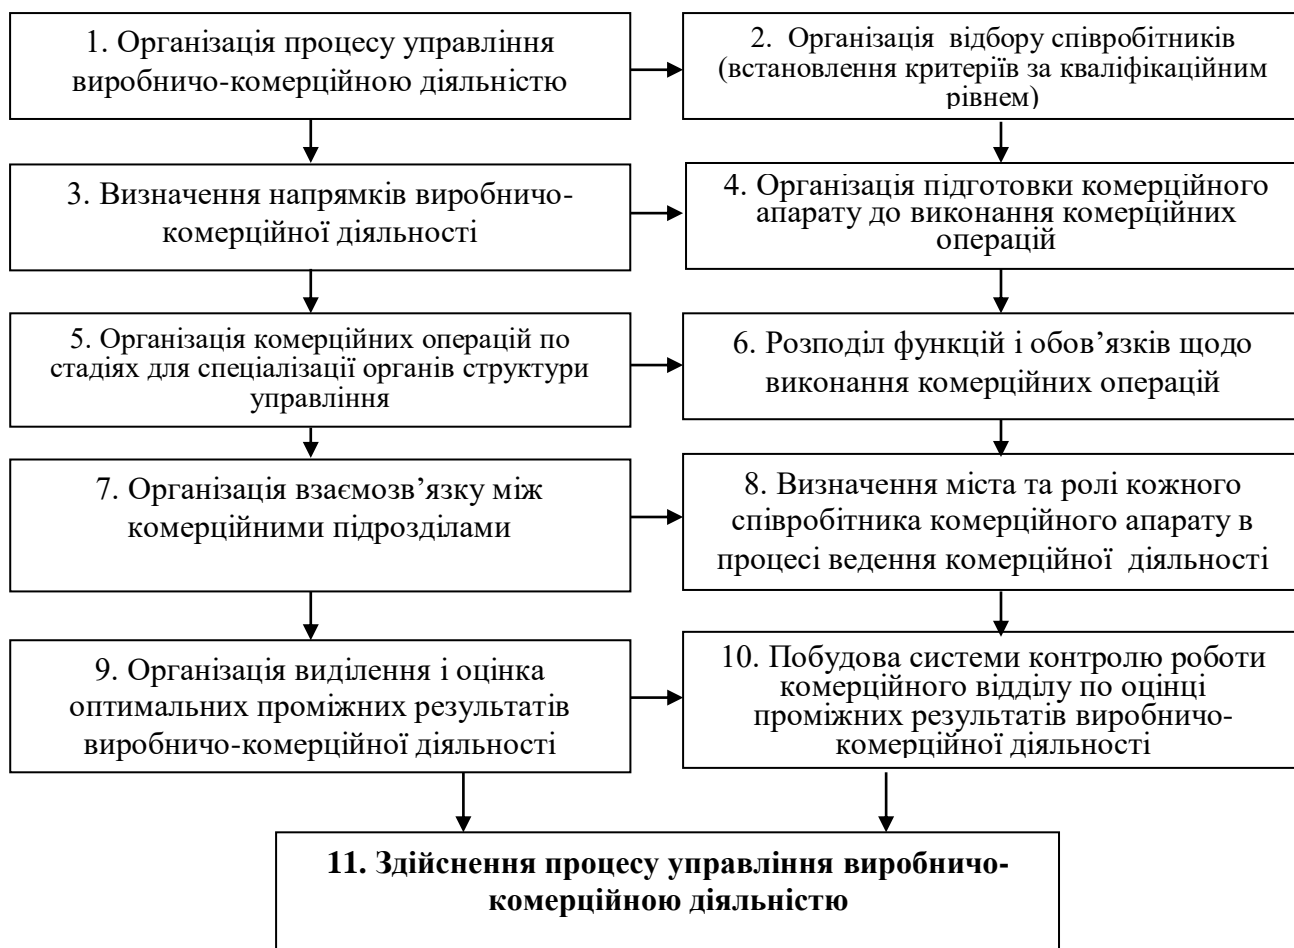 1. Організація процесу управління
виробничо-комерційною діяльністю
2. Організація відбору співробітників
(встановлення критеріїв за кваліфікаційним
рівнем)
3. Визначення напрямків виробничо-
комерційної діяльності
4. Організація підготовки комерційного
апарату до виконання комерційних
операцій
5. Організація комерційних операцій по
стадіях для спеціалізації органів структури
управління
6. Розподіл функцій і обов’язків щодо
виконання комерційних операцій
7. Організація взаємозв’язку між
комерційними підрозділами
8. Визначення міста та ролі кожного
співробітника комерційного апарату в
процесі ведення комерційної діяльності
9. Організація виділення і оцінка
оптимальних проміжних результатів
виробничо-комерційної діяльності
10. Побудова системи контролю роботи
комерційного відділу по оцінці
проміжних результатів виробничо-
комерційної діяльності
11. Здійснення процесу управління виробничо-
комерційною діяльністю